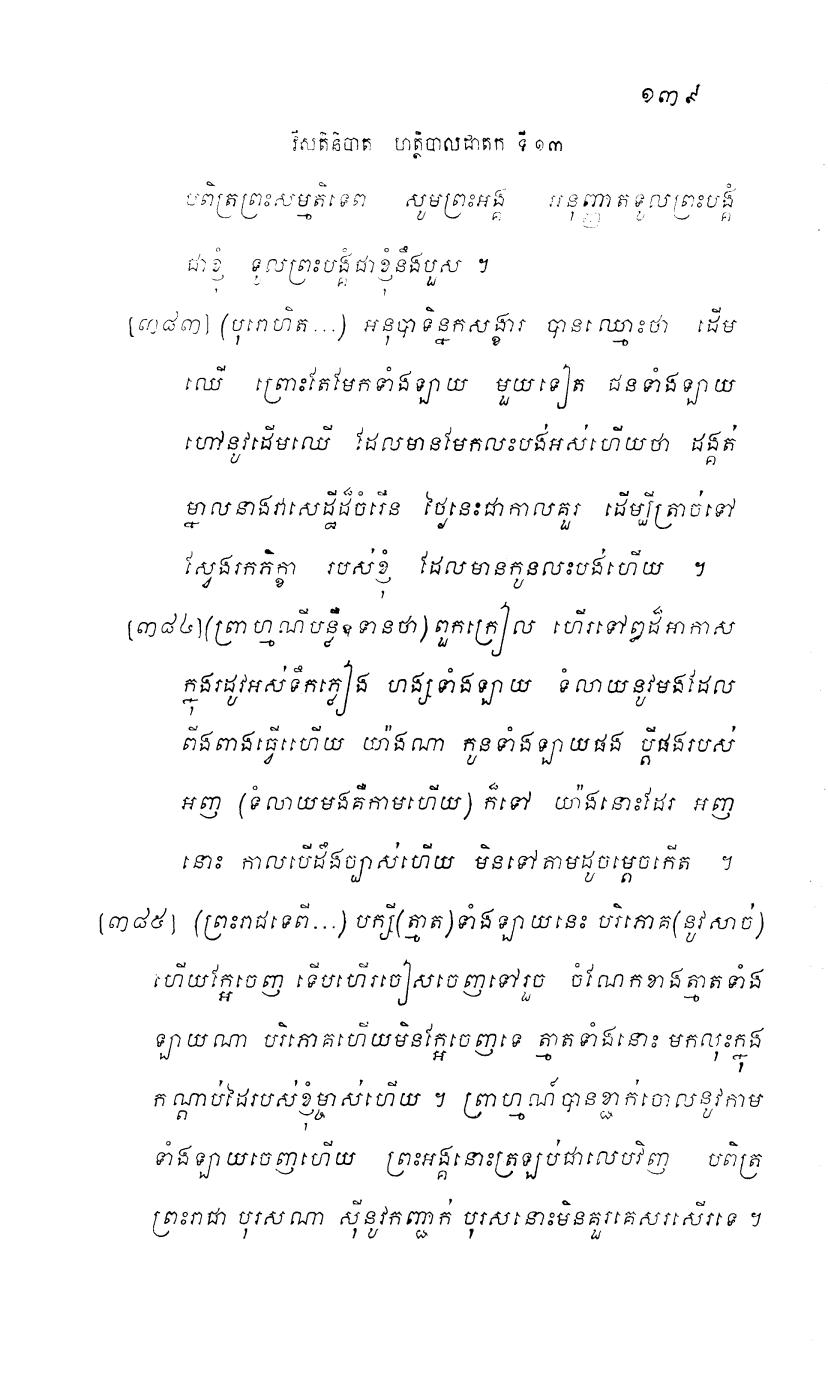 ១៣៩
វីសតិនិបាត ហត្ថិបាលជាតក ទី ១៣
បពិត្រព្រះសម្មតិទេព សូមព្រះអង្គ អនុញ្ញាតទូលព្រះបង្គំ
ជាខ្ញុំ ទូលព្រះបង្គំជាខ្ញុំនឹងបួស ។
[៣៨៣] (បុរោហិត...) អនុបាទិន្នកសង្ខារ បានឈ្មោះថា ដើម
ឈើ ព្រោះតែមែកទាំងឡាយ មួយទៀត ជនទាំងឡាយ
ហៅនូវដើមឈើ ដែលមានមែកលះបង់អស់ហើយថា ដង្គត់
ម្នាលនាងវាសេដ្ឋីដ៏ចំរើន ថ្ងៃនេះជាកាលគួរ ដើម្បីត្រាច់ទៅ
ស្វែងរកភិក្ខា របស់ខ្ញុំ ដែលមានកូនលះបង់ហើយ ។
[៣៨៤] (ព្រាហ្មណីបន្លឺឧទានថា) ពួកក្រៀល ហើរទៅឰដ៏អាកាស
ក្នុងរដូវអស់ទឹកភ្លៀង ហង្សទាំងឡាយ ទំលាយនូវមងដែល
ពីងពាងធ្វើហើយ យ៉ាងណា កូនទាំងឡាយផង ប្តីផងរបស់
អញ (ទំលាយមងគឺកាមហើយ) ក៏ទៅ យ៉ាងនោះដែរ អញ
នោះ កាលបើដឹងច្បាស់ហើយ មិនទៅតាមដូចម្តេចកើត ។
[៣៨៥] (ព្រះរាជទេពី...) បក្សី(ត្មាត)ទាំងឡាយនេះ បរិភោគ(នូវសាច់)
ហើយក្អែចេញ ទើបហើរចៀសចេញទៅរួច ចំណែកខាងត្មាតទាំង
ឡាយណា បរិភោគហើយមិនក្អែចេញទេ ត្មាតទាំងនោះ មកលុះក្នុង
កណ្តាប់ដៃរបស់ខ្ញុំម្ចាស់ហើយ ។ ព្រាហ្មណ៍បានខ្ជាក់ចោលនូវកាម
ទាំងឡាយចេញហើយ ព្រះអង្គនោះត្រឡប់ជាលេបវិញ បពិត្រ
ព្រះរាជា បុរសណា ស៊ីនូវកញ្ជាក់ បុរសនោះមិនគួរគេសរសើរទេ ។